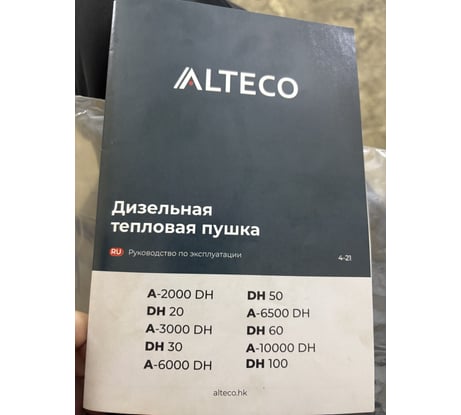 ALTECO
Дизельная
тепловая пушка
RU Руководство по эксплуатации 4-21
A-2000 DH
DH 20
A-3000 DH
DH 30
A-6000 DH
DH 50
A-6500 DH
DH 60
A-10000 DH
DH 100
alteco.hk